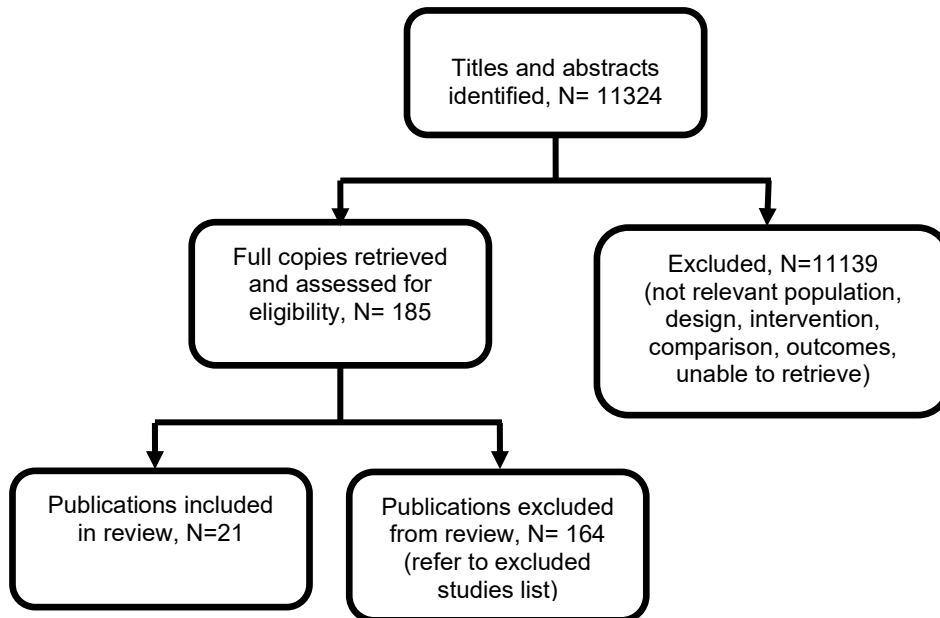 Titles and abstracts
identified, N= 11324
Full copies retrieved
and assessed for
eligibility, N= 185
Excluded, N=11139
(not relevant population,
design, intervention,
comparison, outcomes,
unable to retrieve)
Publications included
in review, N=21
Publications excluded
from review, N= 164
(refer to excluded
studies list)